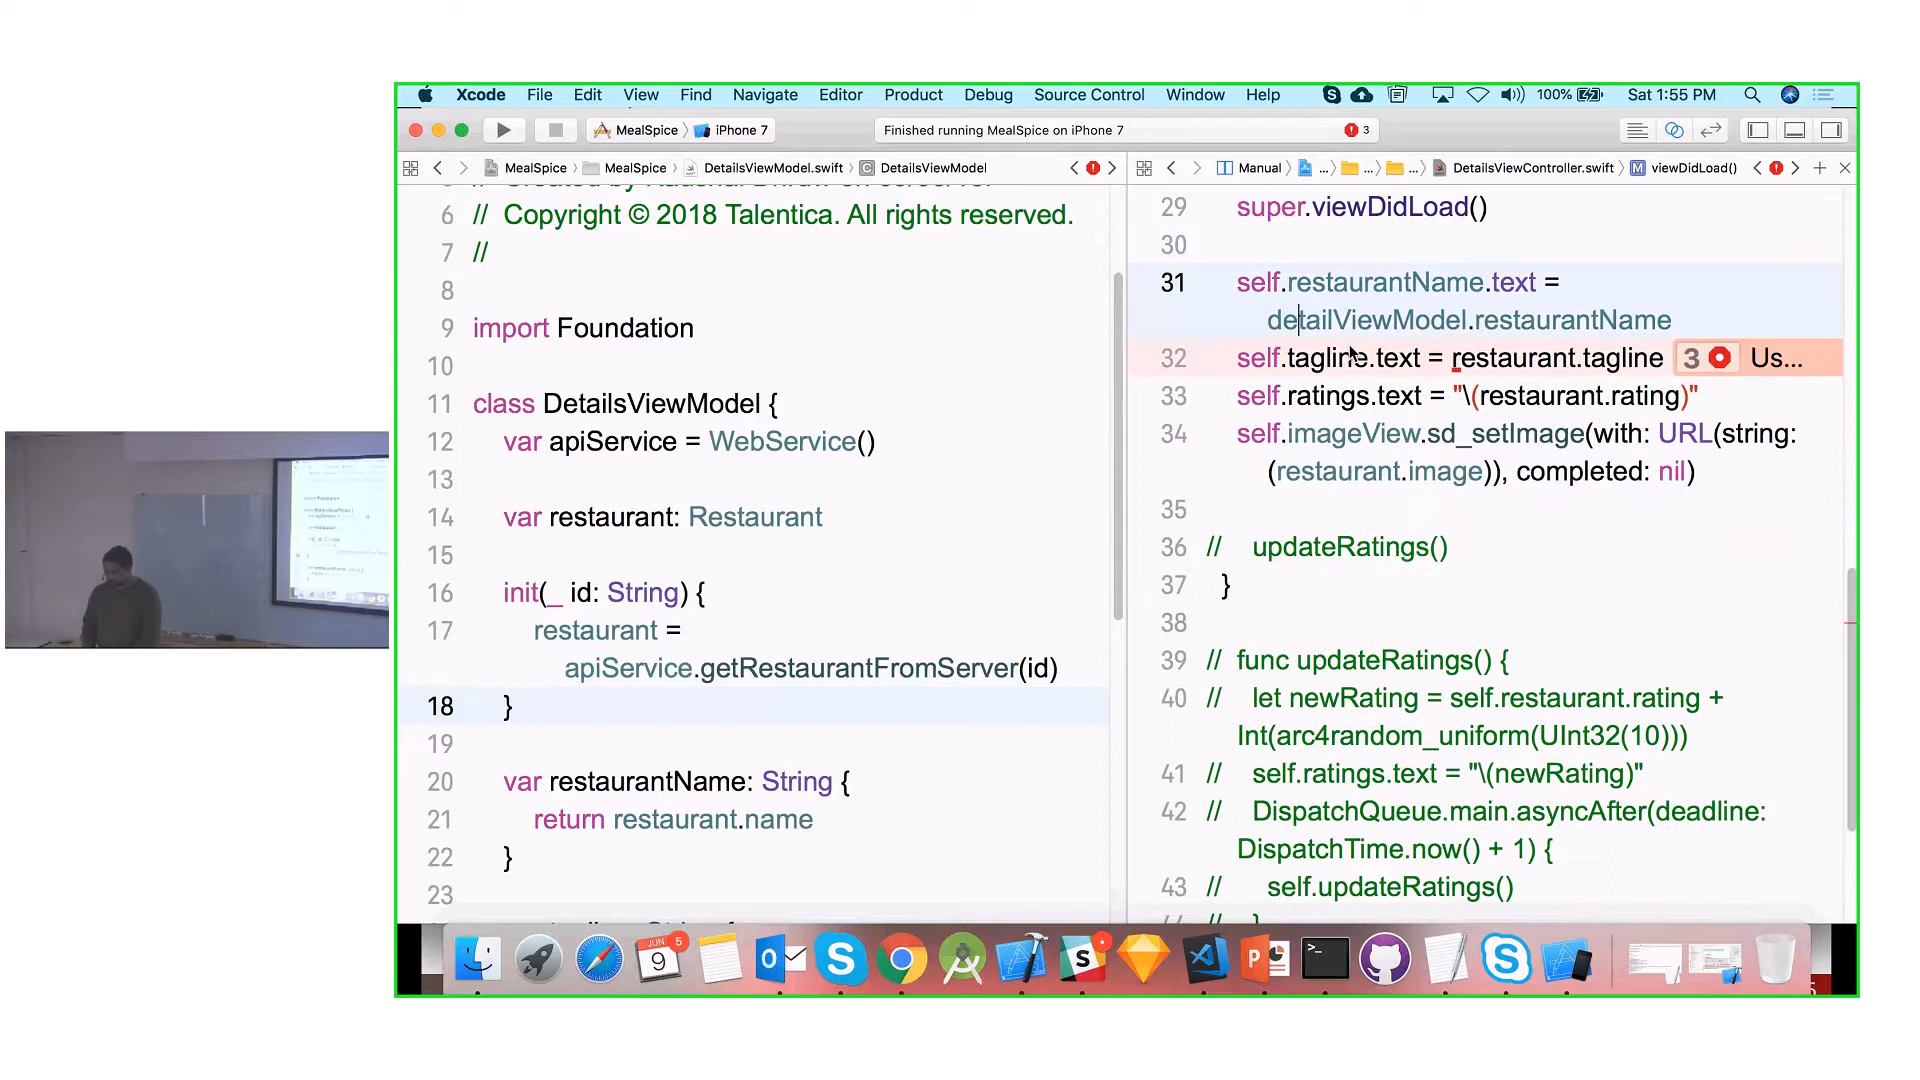 Xcode File Edit View Find Navigate Editor Product Debug Source Control Window Help 100% Sat 1:55 PM
MealSpice iPhone 7 Finished running MealSpice on iPhone 7 3
MealSpice MealSpice DetailsViewModel.swift C DetailsViewModel
6 // Copyright © 2018 Talentica. All rights reserved.
7 //
8
9 import Foundation
10
11 class DetailsViewModel {
12 var apiService = WebService()
13
14 var restaurant: Restaurant
15
16 init(_ id: String) {
17 restaurant =
apiService.getRestaurantFromServer(id)
18 }
19
20 var restaurantName: String {
21 return restaurant.name
22 }
23
Manual ... ... ... DetailsViewController.swift M viewDidLoad()
29 super.viewDidLoad()
30
31 self.restaurantName.text =
detailViewModel.restaurantName
32 self.tagline.text = restaurant.tagline 3 Us...
33 self.ratings.text = "\(restaurant.rating)"
34 self.imageView.sd_setImage(with: URL(string:
(restaurant.image)), completed: nil)
35
36 // updateRatings()
37 }
38
39 // func updateRatings() {
40 // let newRating = self.restaurant.rating +
Int(arc4random_uniform(UInt32(10)))
41 // self.ratings.text = "\(newRating)"
42 // DispatchQueue.main.asyncAfter(deadline:
DispatchTime.now() + 1) {
43 // self.updateRatings()
JUN 5
9